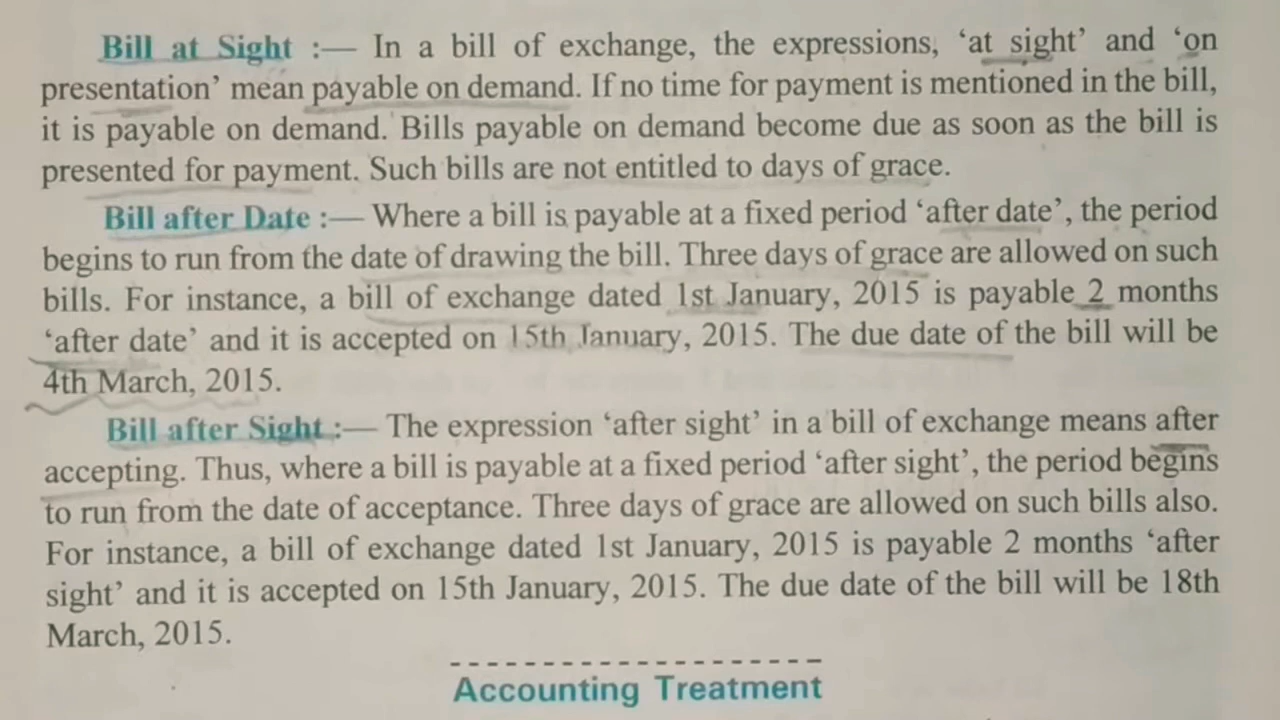 Bill at Sight :— In a bill of exchange, the expressions, ‘at sight’ and ‘on
presentation’ mean payable on demand. If no time for payment is mentioned in the bill,
it is payable on demand. Bills payable on demand become due as soon as the bill is
presented for payment. Such bills are not entitled to days of grace.
Bill after Date :— Where a bill is payable at a fixed period ‘after date’, the period
begins to run from the date of drawing the bill. Three days of grace are allowed on such
bills. For instance, a bill of exchange dated 1st January, 2015 is payable 2 months
‘after date’ and it is accepted on 15th January, 2015. The due date of the bill will be
4th March, 2015.
Bill after Sight :— The expression ‘after sight’ in a bill of exchange means after
accepting. Thus, where a bill is payable at a fixed period ‘after sight’, the period begins
to run from the date of acceptance. Three days of grace are allowed on such bills also.
For instance, a bill of exchange dated 1st January, 2015 is payable 2 months ‘after
sight’ and it is accepted on 15th January, 2015. The due date of the bill will be 18th
March, 2015.
Accounting Treatment